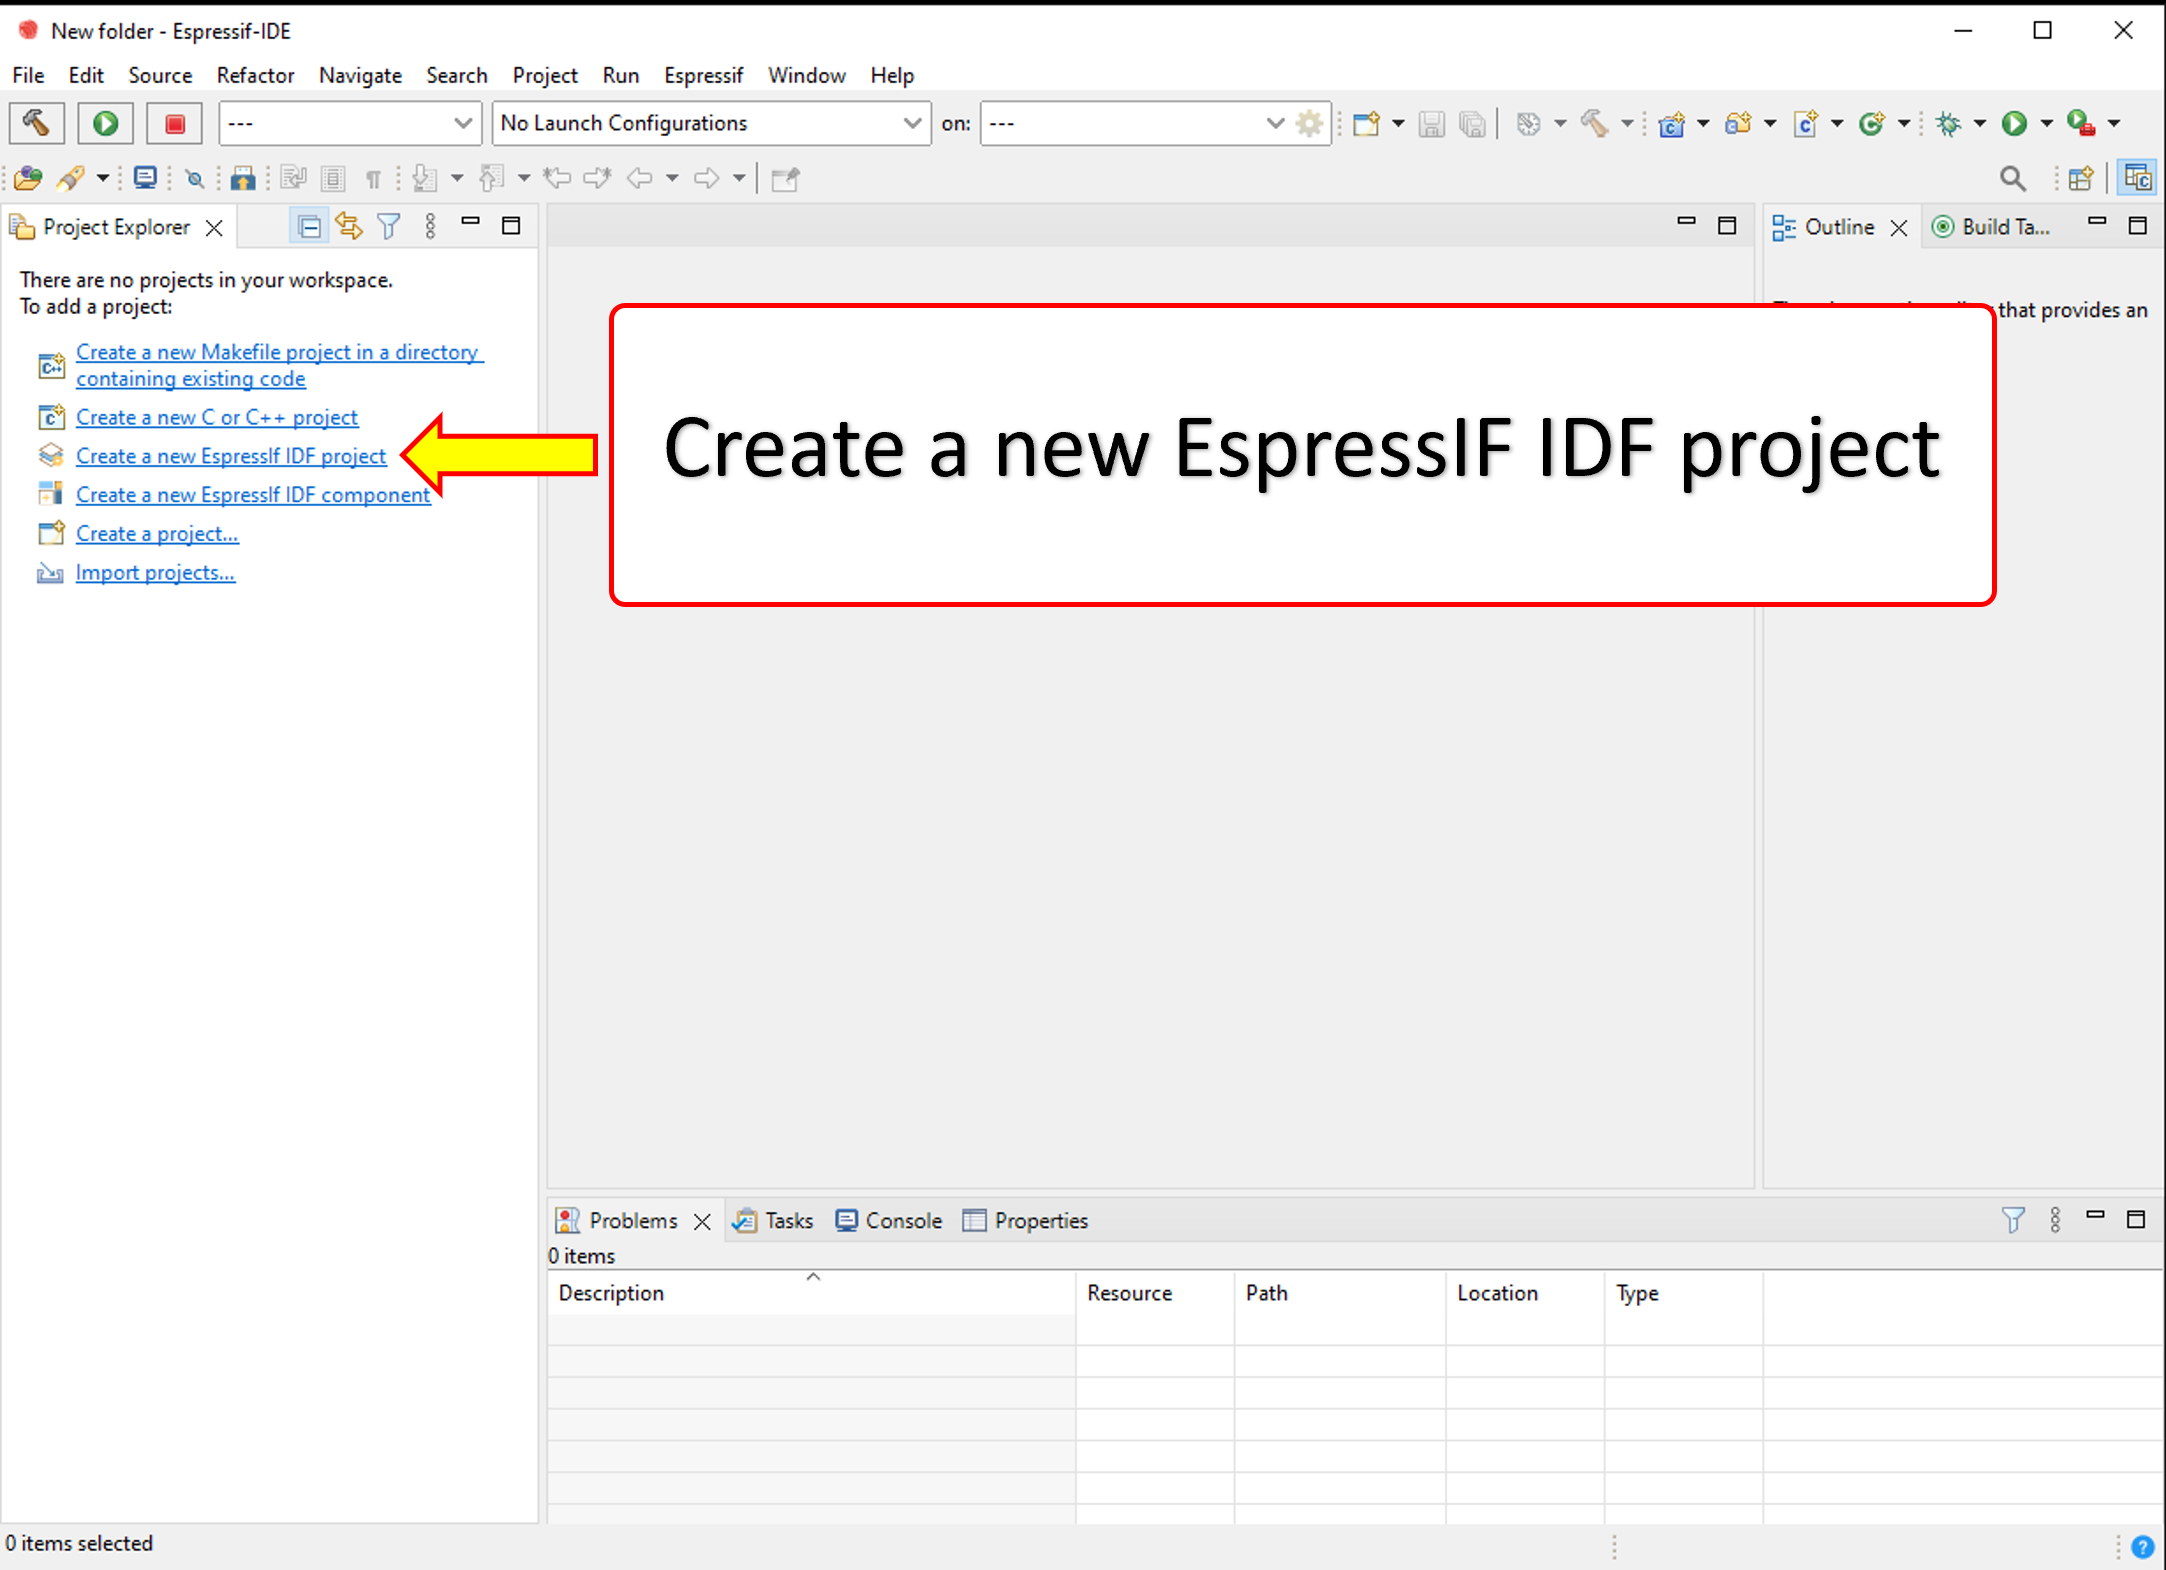 New folder - Espressif-IDE
File Edit Source Refactor Navigate Search Project Run Espressif Window Help
--- No Launch Configurations on: ---
Project Explorer
There are no projects in your workspace.
To add a project:
Create a new Makefile project in a directory
containing existing code
Create a new C or C++ project
Create a new EspressIf IDF project
Create a new EspressIf IDF component
Create a project...
Import projects...
Create a new EspressIF IDF project
Outline Build Ta...
that provides an
Problems Tasks Console Properties
0 items
Description Resource Path Location Type
0 items selected